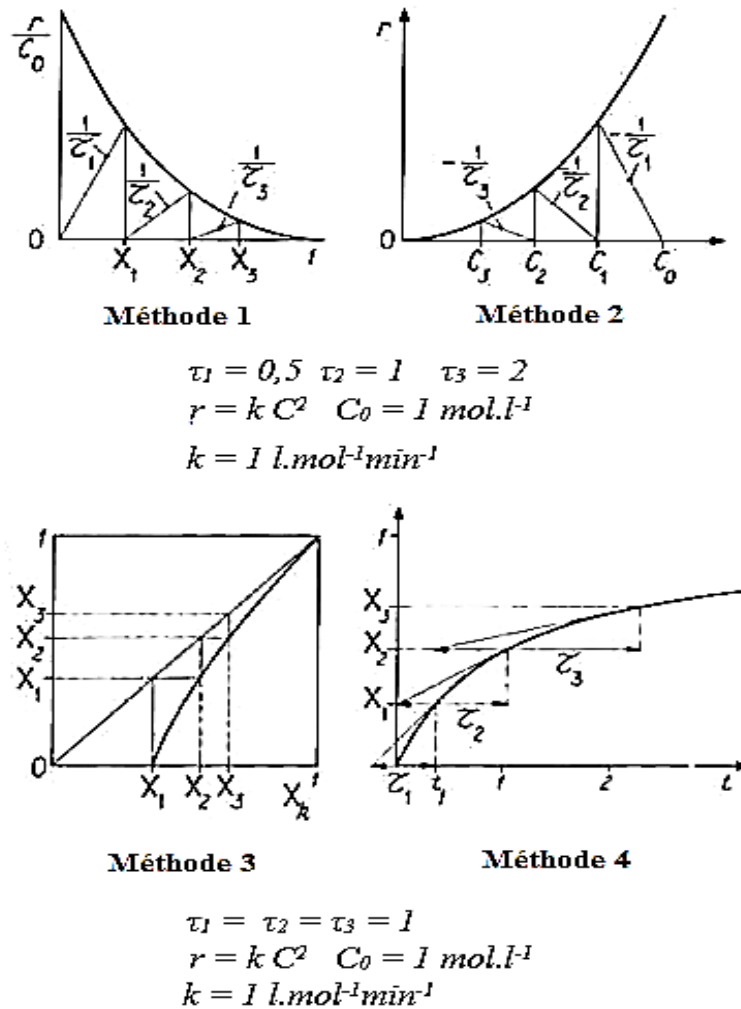 r/C₀
1/τ₁
1/τ₂
1/τ₃
0
X₁ X₂ X₃ 1
Méthode 1
r
-1/τ₃
-1/τ₂
-1/τ₁
0
C₃ C₂ C₁ C₀
Méthode 2
τ₁ = 0,5 τ₂ = 1 τ₃ = 2
r = k C² C₀ = 1 mol.l⁻¹
k = 1 l.mol⁻¹min⁻¹
1
X₃
X₂
X₁
0
X₁ X₂ X₃ Xₖ 1
Méthode 3
1
X₃
X₂
X₁
τ₃
τ₂
τ₁ t₁ 1 2 t
Méthode 4
τ₁ = τ₂ = τ₃ = 1
r = k C² C₀ = 1 mol.l⁻¹
k = 1 l.mol⁻¹min⁻¹